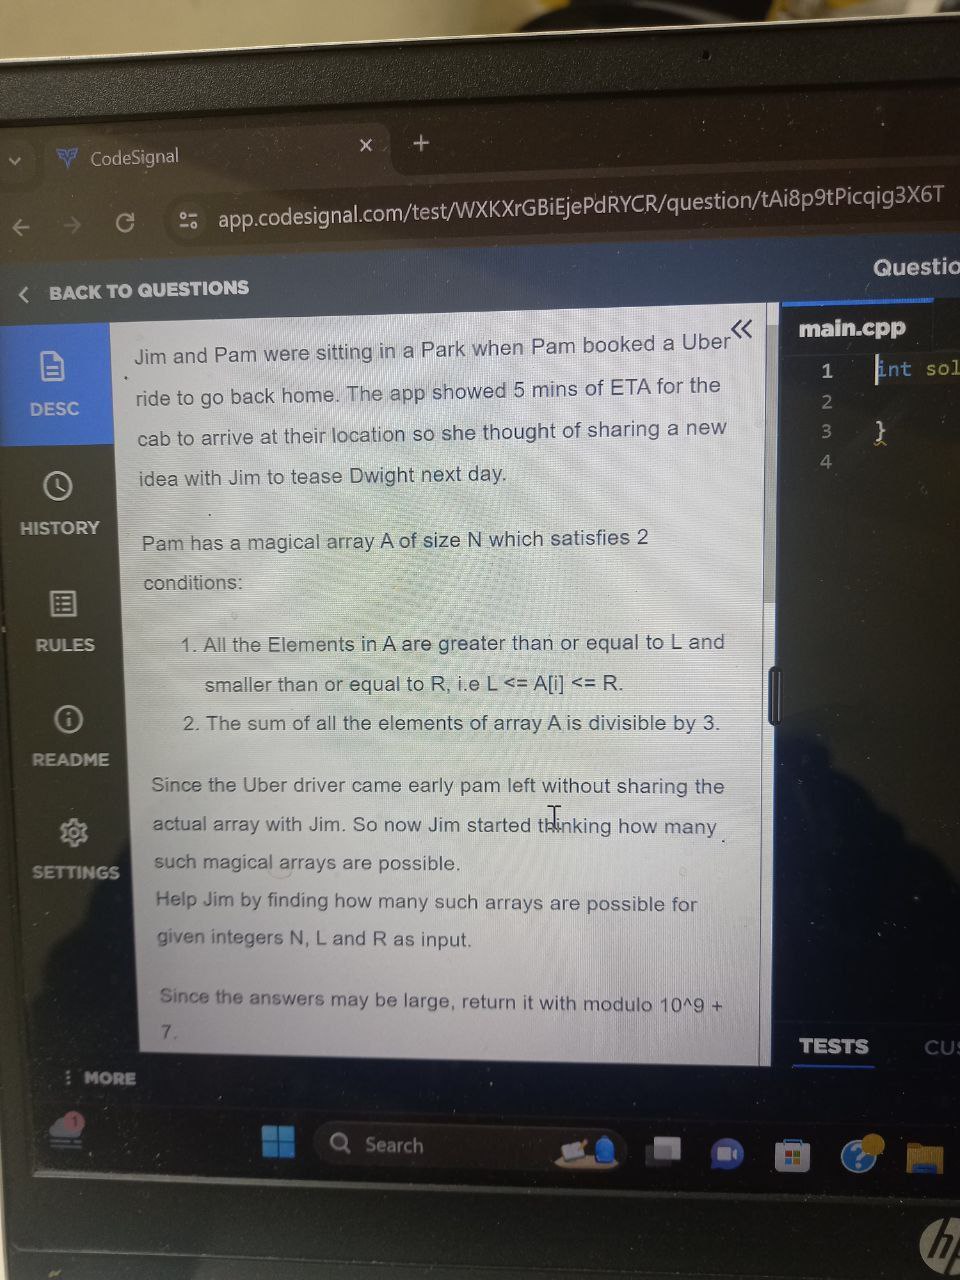 CodeSignal
app.codesignal.com/test/WXKXrGBiEjePdRYCR/question/tAi8p9tPicqig3X6T
BACK TO QUESTIONS
Questio
DESC
HISTORY
RULES
README
SETTINGS
MORE
Jim and Pam were sitting in a Park when Pam booked a Uber
ride to go back home. The app showed 5 mins of ETA for the
cab to arrive at their location so she thought of sharing a new
idea with Jim to tease Dwight next day.
Pam has a magical array A of size N which satisfies 2
conditions:
1. All the Elements in A are greater than or equal to L and
smaller than or equal to R, i.e L <= A[i] <= R.
2. The sum of all the elements of array A is divisible by 3.
Since the Uber driver came early pam left without sharing the
actual array with Jim. So now Jim started thinking how many
such magical arrays are possible.
Help Jim by finding how many such arrays are possible for
given integers N, L and R as input.
Since the answers may be large, return it with modulo 10^9 +
7.
main.cpp
1 int sol
2
3 }
4
TESTS
CUS
1
Search
hp